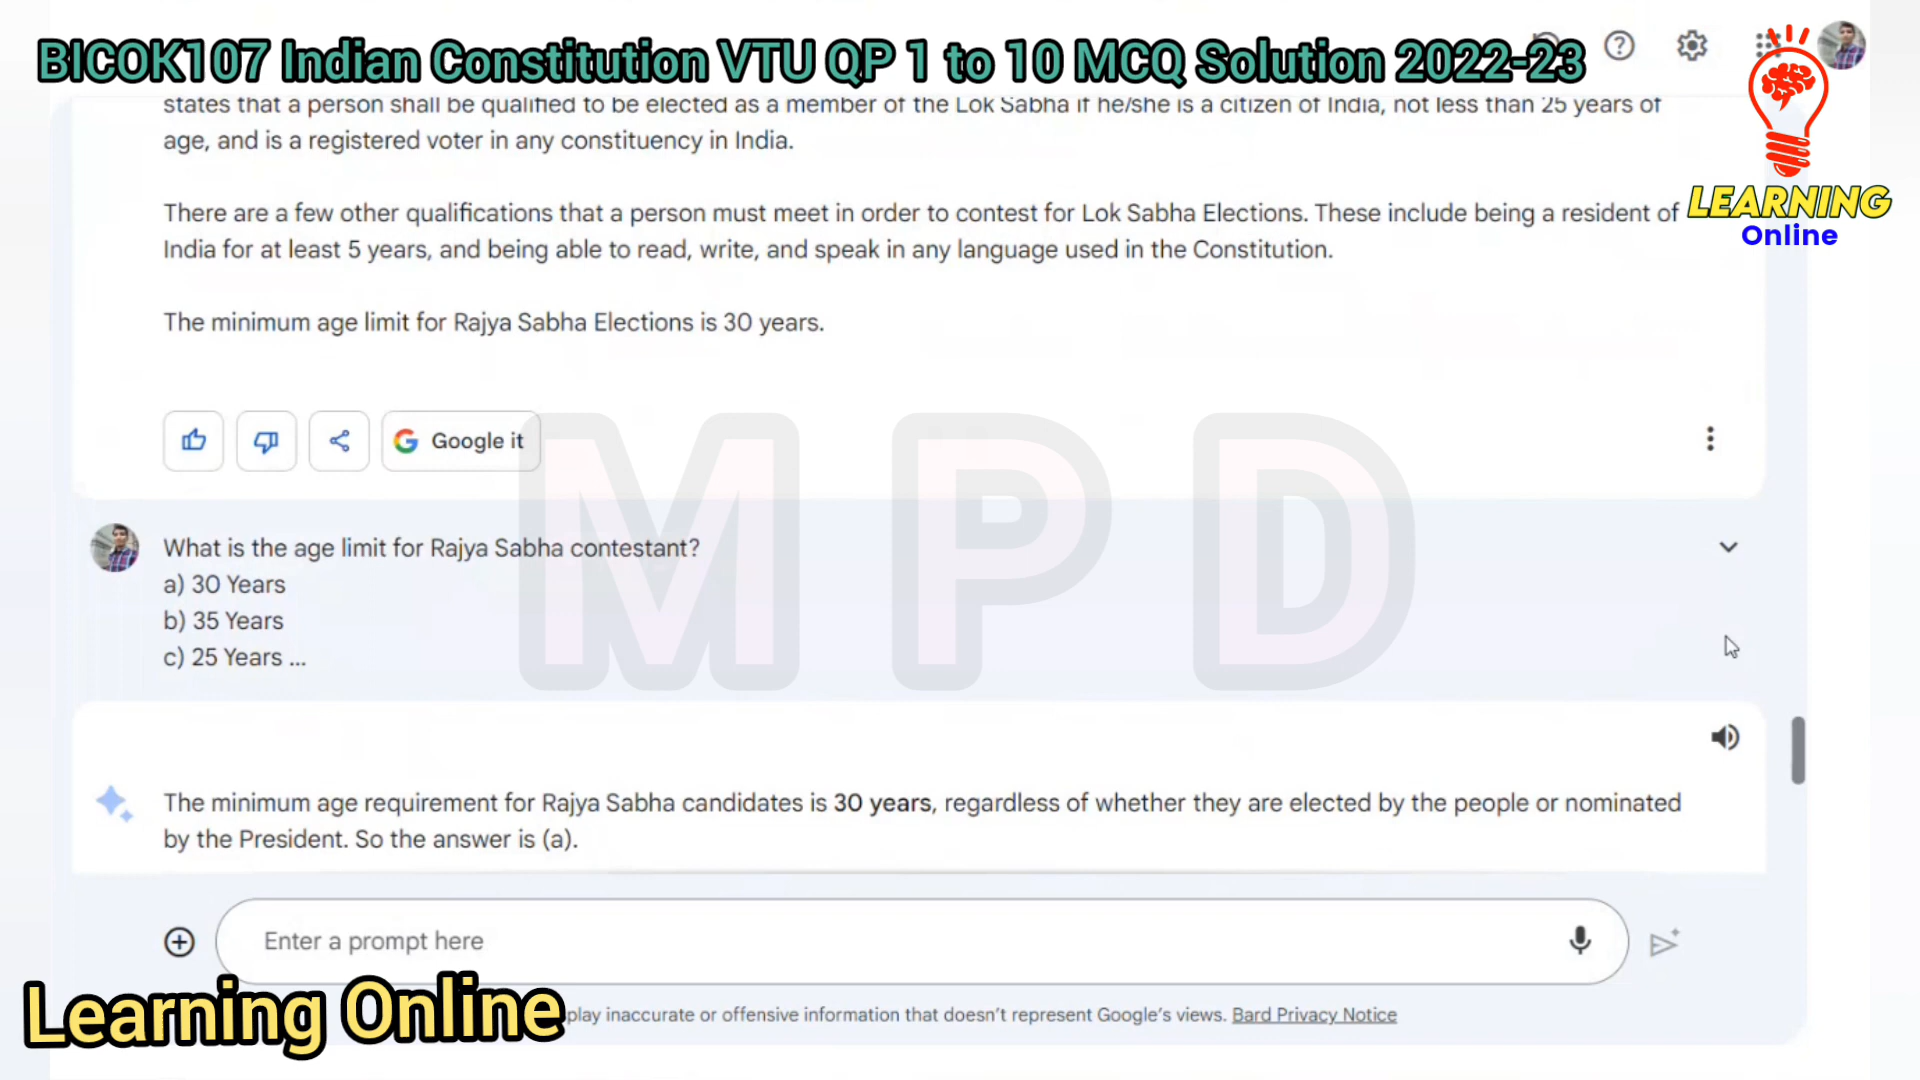 BICOK107 Indian Constitution VTU QP 1 to 10 MCQ Solution 2022-23
states that a person shall be qualified to be elected as a member of the Lok Sabha if he/she is a citizen of India, not less than 25 years of
age, and is a registered voter in any constituency in India.
There are a few other qualifications that a person must meet in order to contest for Lok Sabha Elections. These include being a resident of
India for at least 5 years, and being able to read, write, and speak in any language used in the Constitution.
LEARNING
Online
The minimum age limit for Rajya Sabha Elections is 30 years.
Google it
MPD
What is the age limit for Rajya Sabha contestant?
a) 30 Years
b) 35 Years
c) 25 Years ...
The minimum age requirement for Rajya Sabha candidates is 30 years, regardless of whether they are elected by the people or nominated
by the President. So the answer is (a).
Enter a prompt here
Learning Online
play inaccurate or offensive information that doesn't represent Google's views. Bard Privacy Notice